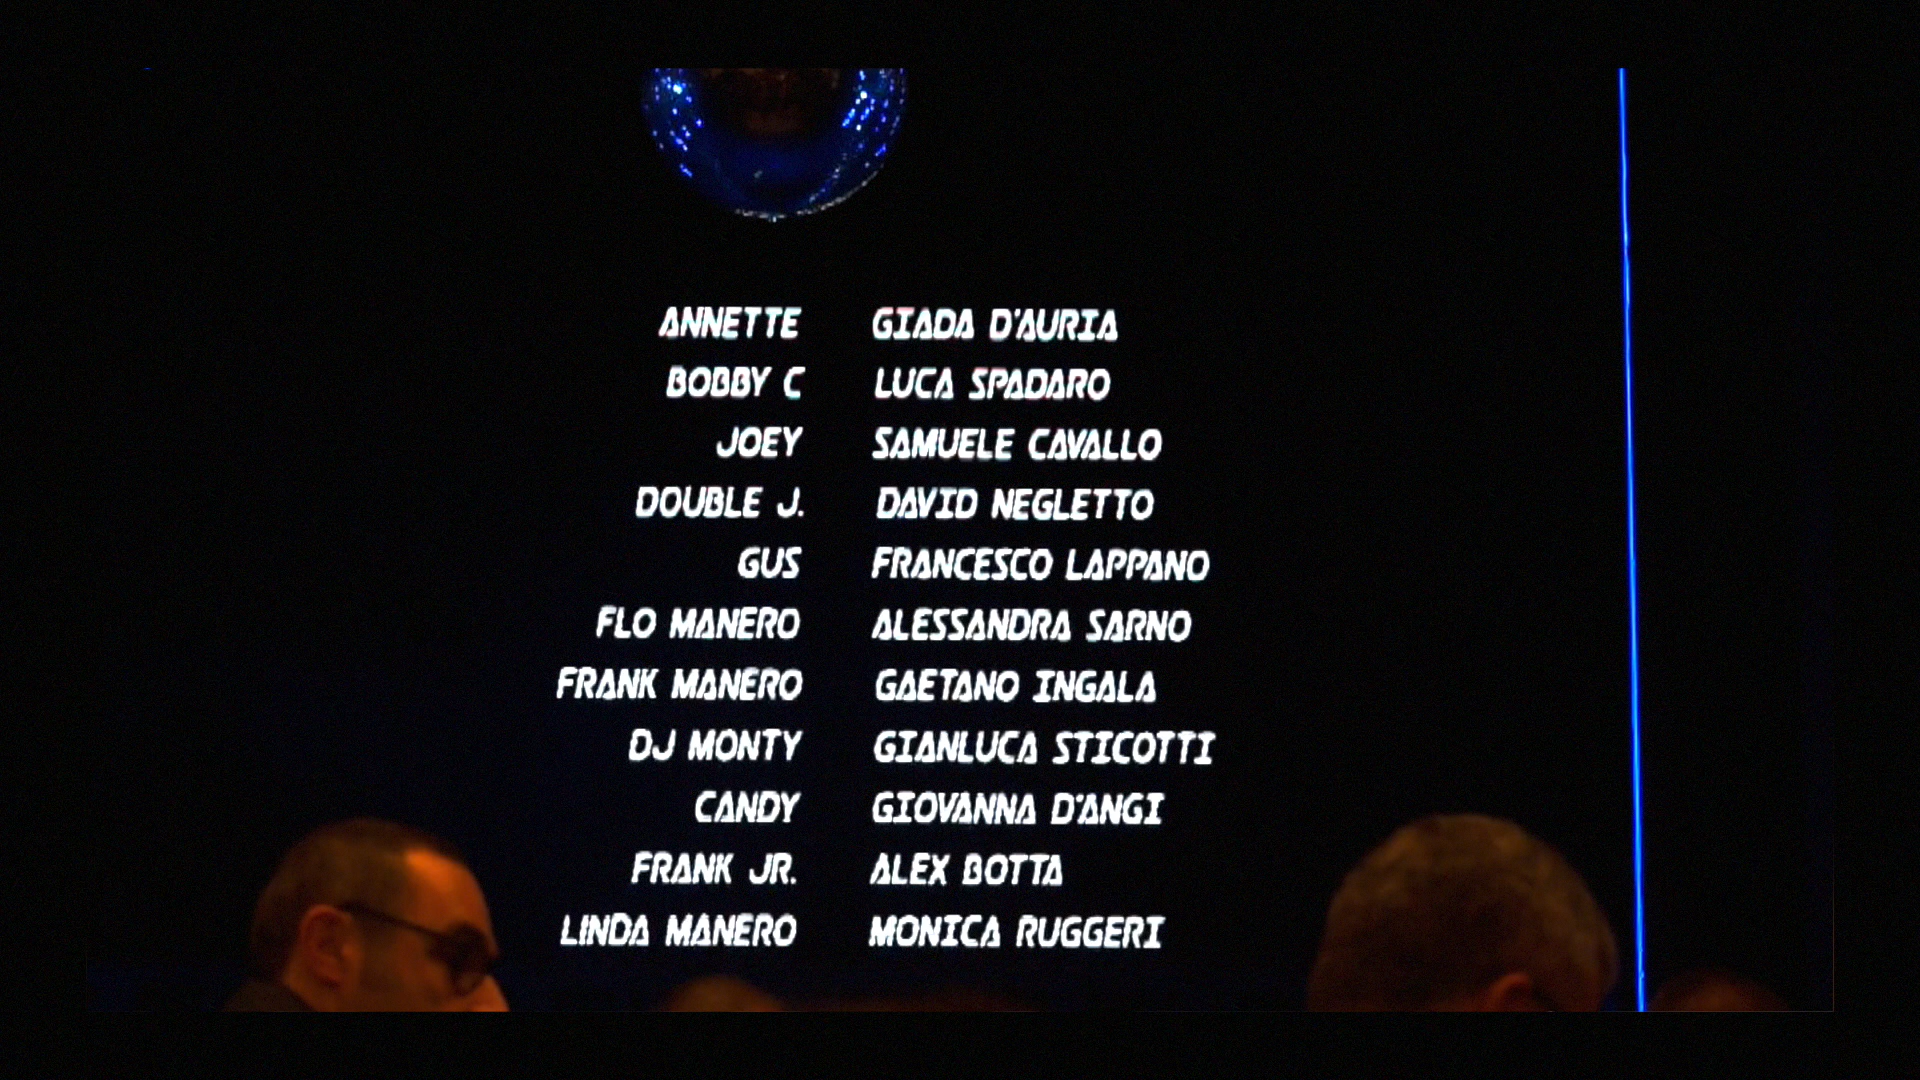 ANNETTE GIADA D'AURIA
BOBBY C LUCA SPADARO
JOEY SAMUELE CAVALLO
DOUBLE J. DAVID NEGLETTO
GUS FRANCESCO LAPPANO
FLO MANERO ALESSANDRA SARNO
FRANK MANERO GAETANO INGALA
DJ MONTY GIANLUCA STICOTTI
CANDY GIOVANNA D'ANGI
FRANK JR. ALEX BOTTA
LINDA MANERO MONICA RUGGERI